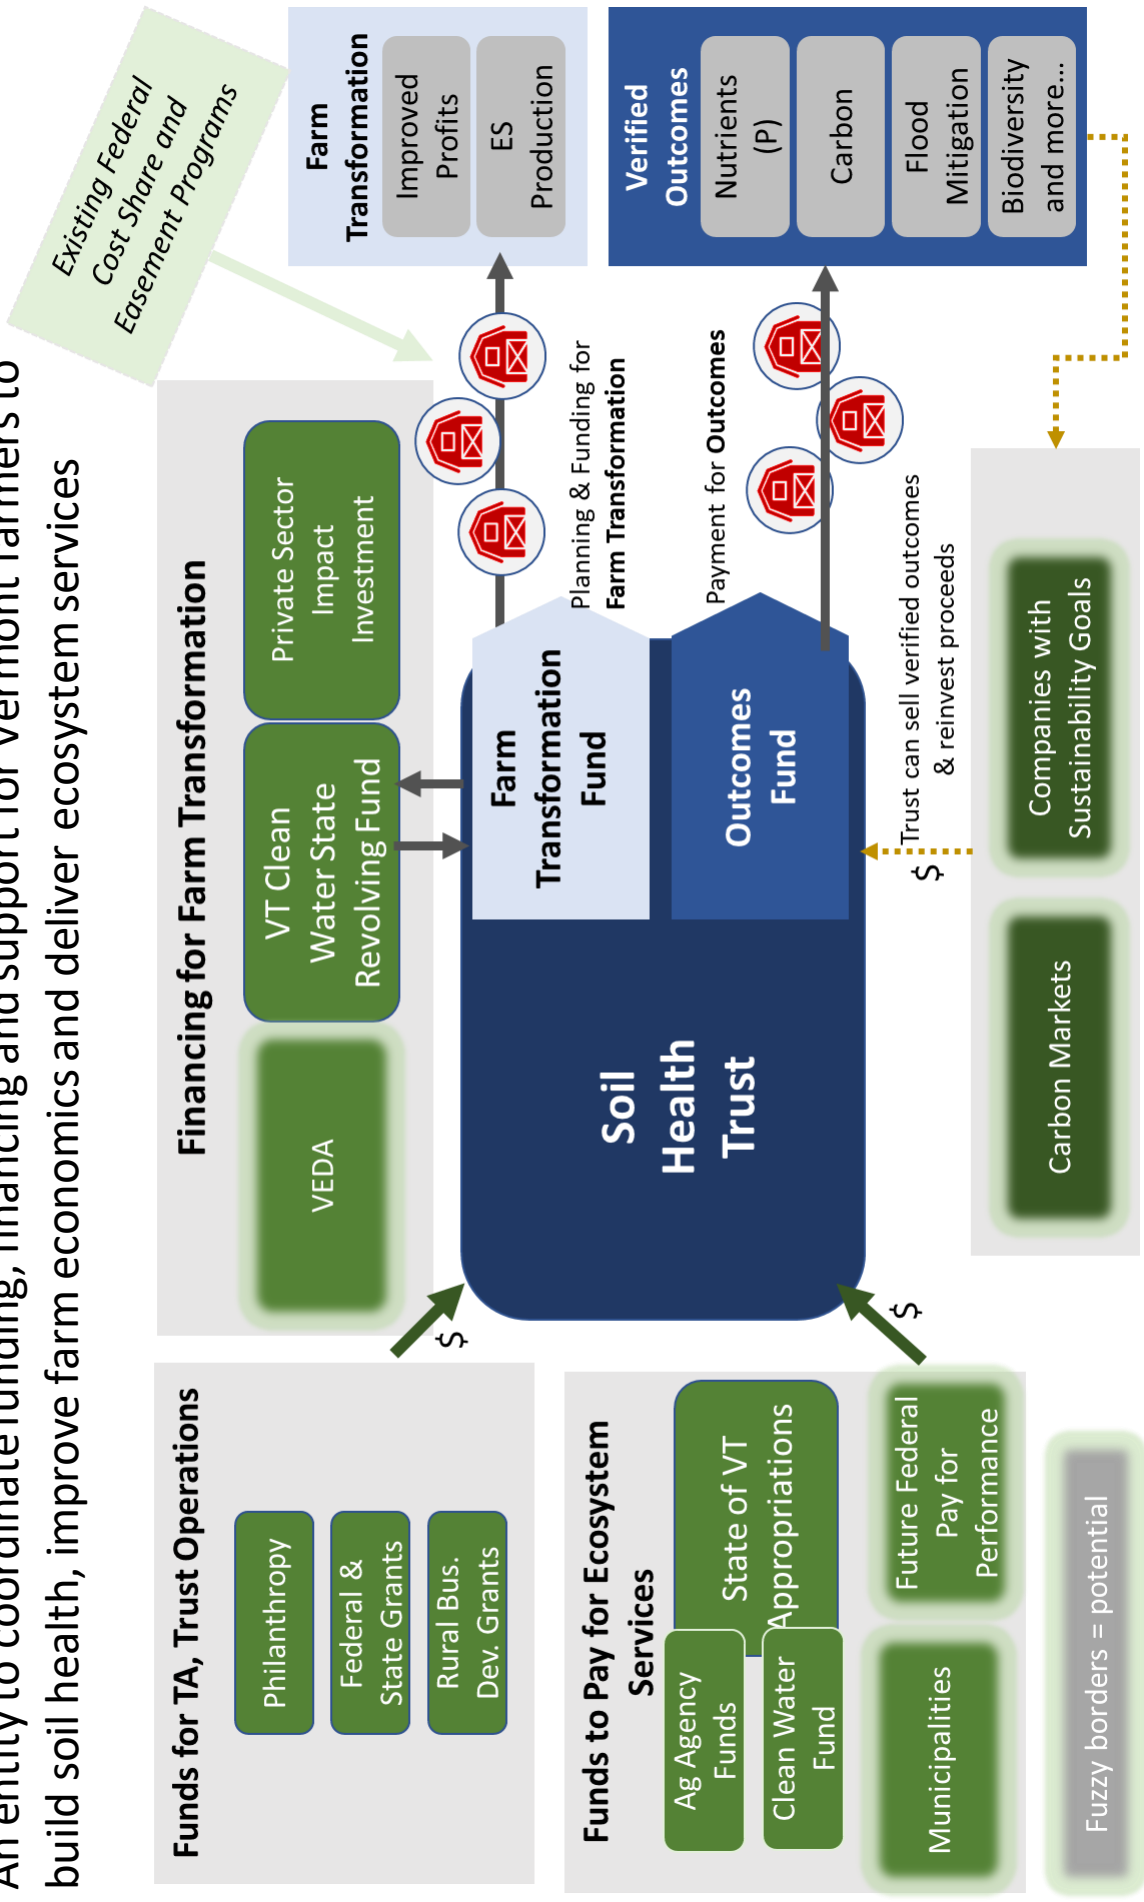 An entity to coordinate funding, financing and support for Vermont farmers to
build soil health, improve farm economics and deliver ecosystem services
Existing Federal
Cost Share and
Easement Programs
Funds for TA, Trust Operations
Philanthropy
Federal &
State Grants
Rural Bus.
Dev. Grants
Financing for Farm Transformation
VEDA
VT Clean
Water State
Revolving Fund
Private Sector
Impact
Investment
Farm
Transformation
Improved
Profits
ES
Production
$
Soil
Health
Trust
Farm
Transformation
Fund
Planning & Funding for
Farm Transformation
Outcomes
Fund
Payment for Outcomes
Verified
Outcomes
Nutrients
(P)
Carbon
Flood
Mitigation
Biodiversity
and more...
Funds to Pay for Ecosystem
Services
State of VT
Appropriations
Ag Agency
Funds
Clean Water
Fund
Municipalities
Future Federal
Pay for
Performance
$
$
Trust can sell verified outcomes
& reinvest proceeds
Carbon Markets
Companies with
Sustainability Goals
Fuzzy borders = potential